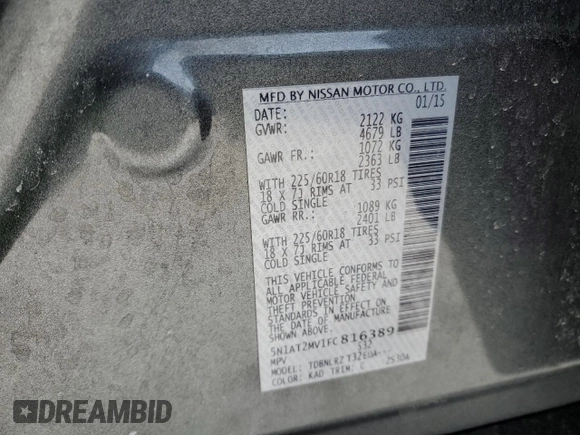 MFD BY NISSAN MOTOR CO., LTD.
DATE: 01/15
GVWR: 2122 KG
4679 LB
GAWR FR.: 1072 KG
2363 LB
WITH 225/60R18 TIRES
18 X 7J RIMS AT 33 PSI
COLD SINGLE
GAWR RR.: 1089 KG
2401 LB
WITH 225/60R18 TIRES
18 X 7J RIMS AT 33 PSI
COLD SINGLE
THIS VEHICLE CONFORMS TO
ALL APPLICABLE FEDERAL
MOTOR VEHICLE SAFETY AND
THEFT PREVENTION
STANDARDS IN EFFECT ON
THE DATE OF MANUFACTURE
SHOWN ABOVE.
5N1AT2MV1FC816389
MPV 532
MODEL:
COLOR: KAD TRIM: G
DREAMBID